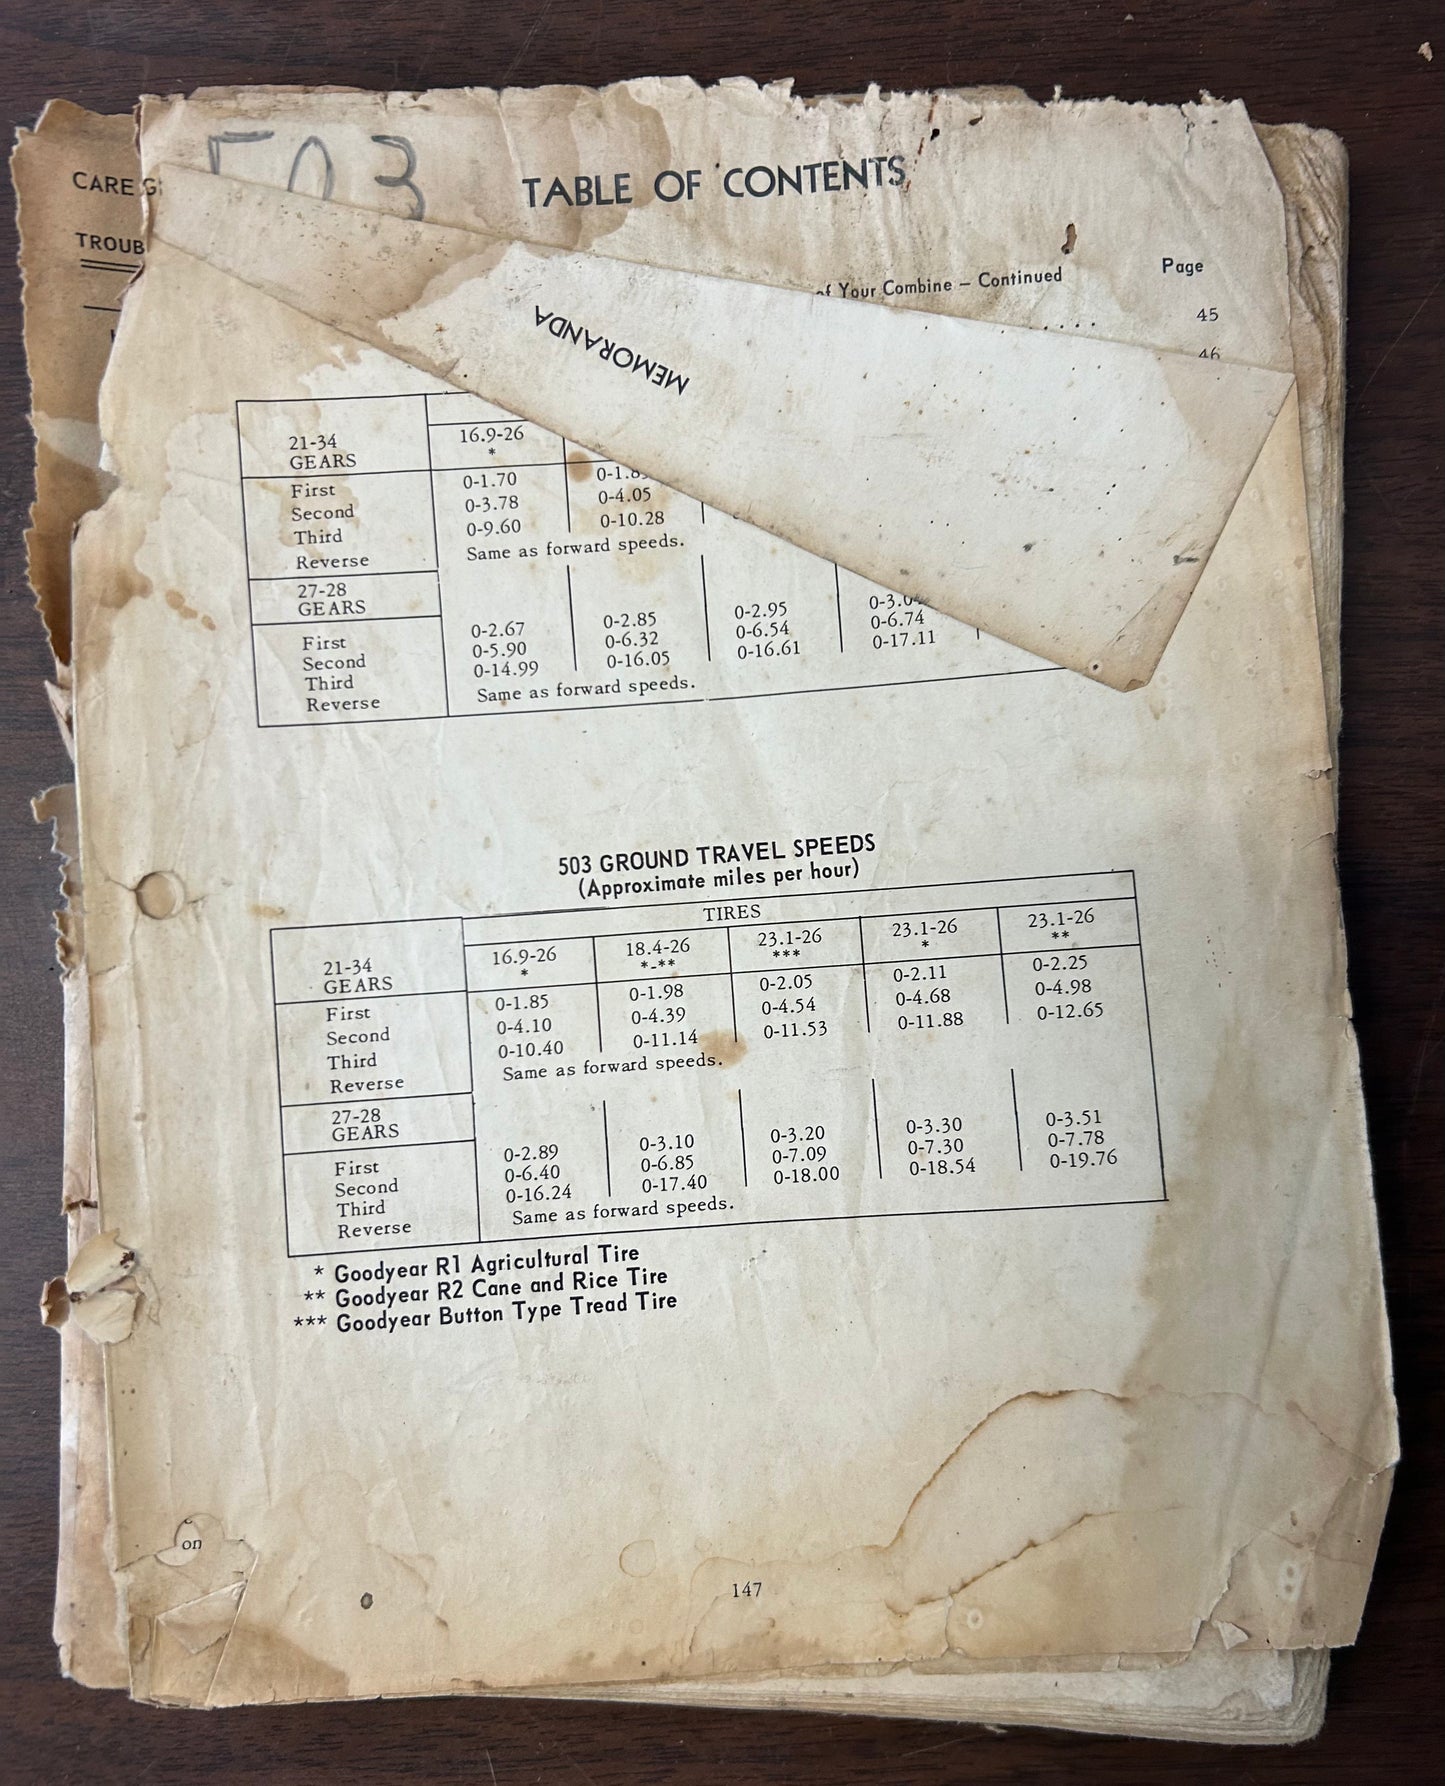 503
TABLE OF CONTENTS
CARE
TROUB
of Your Combine – Continued
Page
. . . . . 45
46
MEMORANDA
21-34
GEARS
16.9-26
*
First 0-1.70
Second 0-3.78 0-4.05
Third 0-9.60 0-10.28
Reverse Same as forward speeds.
27-28
GEARS
First 0-2.67 0-2.85 0-2.95
Second 0-5.90 0-6.32 0-6.54 0-6.74
Third 0-14.99 0-16.05 0-16.61 0-17.11
Reverse Same as forward speeds.
503 GROUND TRAVEL SPEEDS
(Approximate miles per hour)
TIRES
21-34
GEARS
16.9-26 18.4-26 23.1-26 23.1-26 23.1-26
* *-** *** * **
First 0-1.85 0-1.98 0-2.05 0-2.11 0-2.25
Second 0-4.10 0-4.39 0-4.54 0-4.68 0-4.98
Third 0-10.40 0-11.14 0-11.53 0-11.88 0-12.65
Reverse Same as forward speeds.
27-28
GEARS
First 0-2.89 0-3.10 0-3.20 0-3.30 0-3.51
Second 0-6.40 0-6.85 0-7.09 0-7.30 0-7.78
Third 0-16.24 0-17.40 0-18.00 0-18.54 0-19.76
Reverse Same as forward speeds.
* Goodyear R1 Agricultural Tire
** Goodyear R2 Cane and Rice Tire
*** Goodyear Button Type Tread Tire
on
147